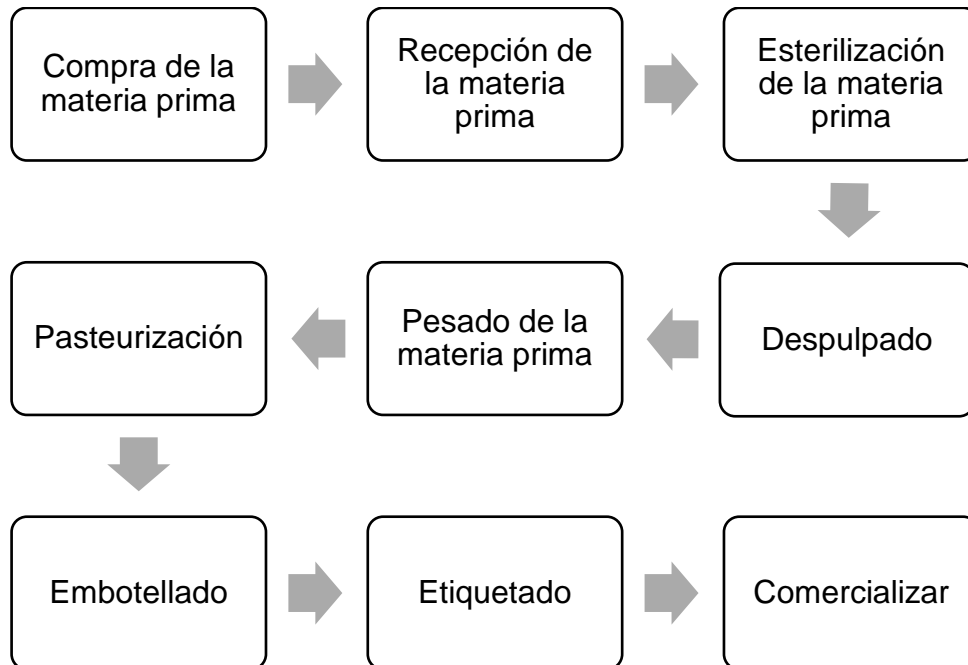 Compra de la
materia prima
Recepción de
la materia
prima
Esterilización
de la materia
prima
Despulpado
Pesado de la
materia prima
Pasteurización
Embotellado
Etiquetado
Comercializar